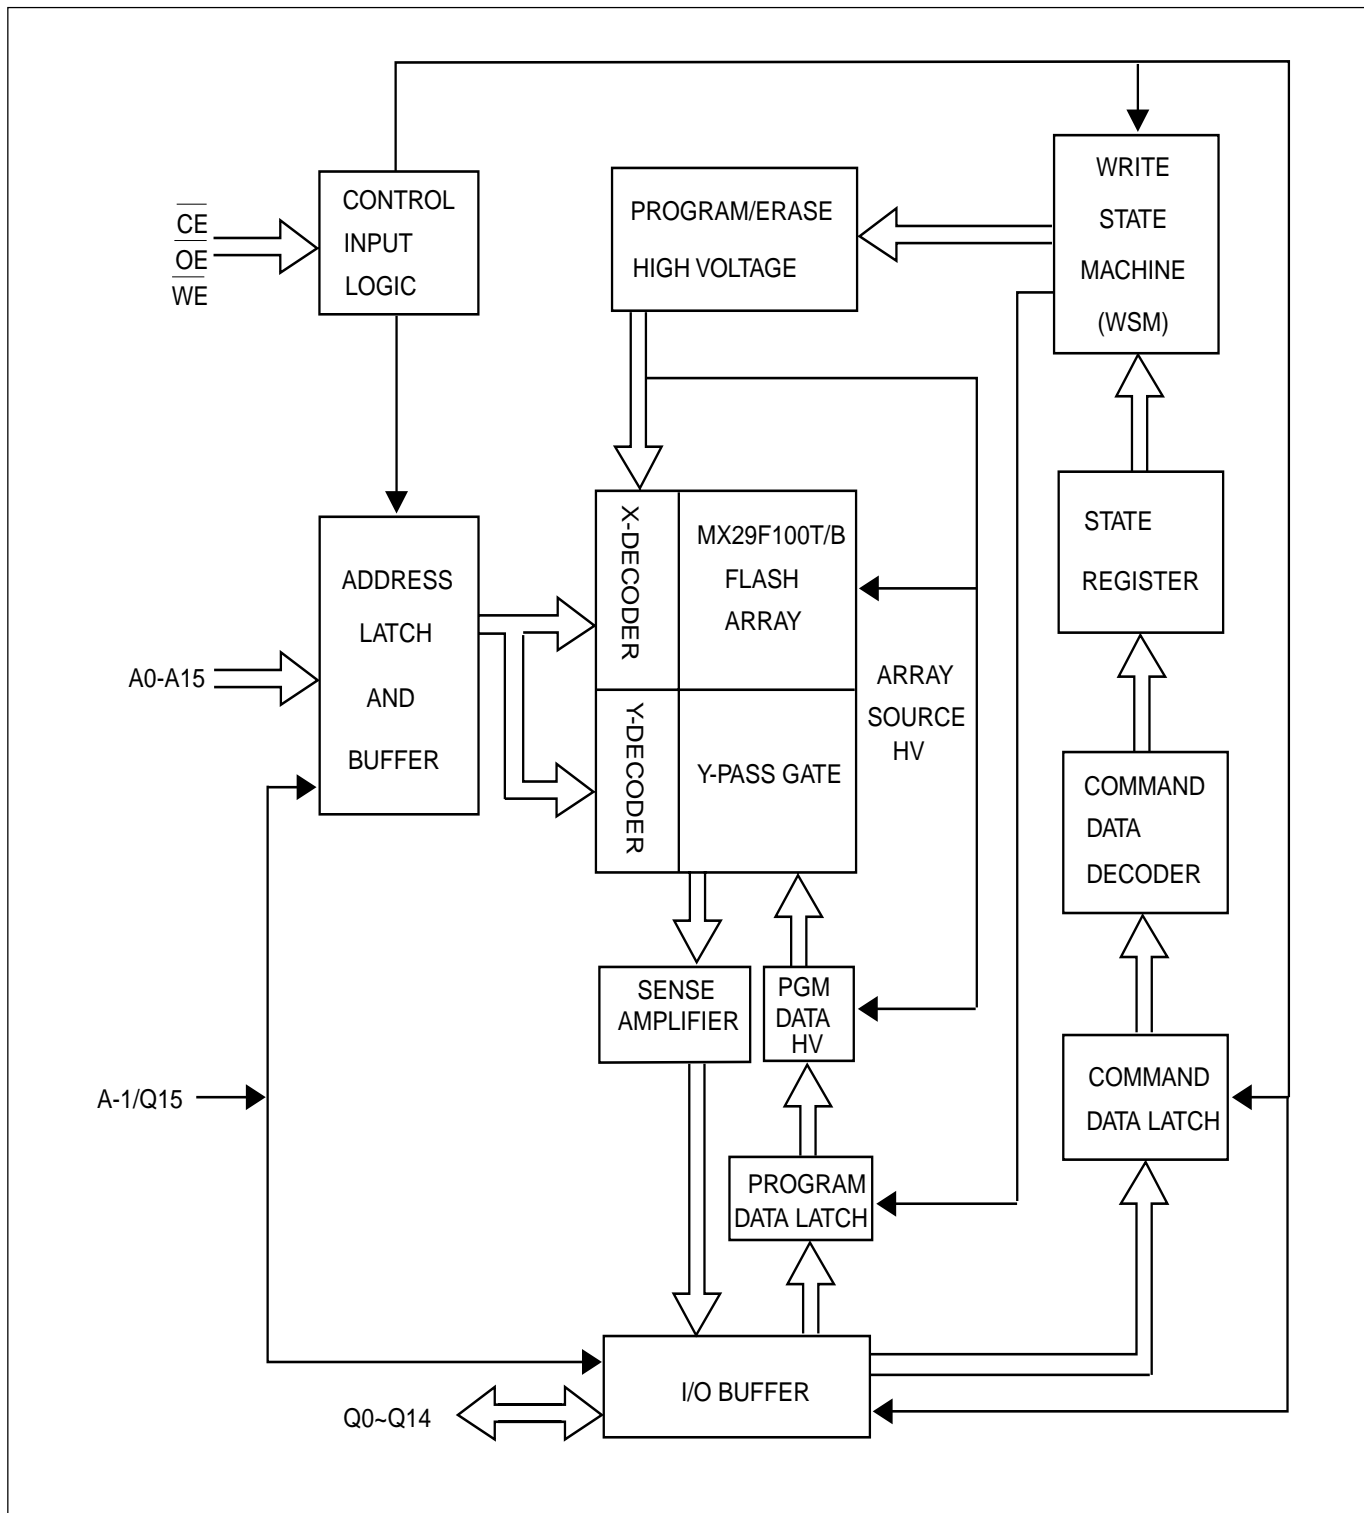 CE
OE
WE
CONTROL
INPUT
LOGIC
PROGRAM/ERASE
HIGH VOLTAGE
WRITE
STATE
MACHINE
(WSM)
A0-A15
ADDRESS
LATCH
AND
BUFFER
X-DECODER
MX29F100T/B
FLASH
ARRAY
Y-DECODER
Y-PASS GATE
ARRAY
SOURCE
HV
STATE
REGISTER
COMMAND
DATA
DECODER
SENSE
AMPLIFIER
PGM
DATA
HV
COMMAND
DATA LATCH
A-1/Q15
PROGRAM
DATA LATCH
I/O BUFFER
Q0~Q14